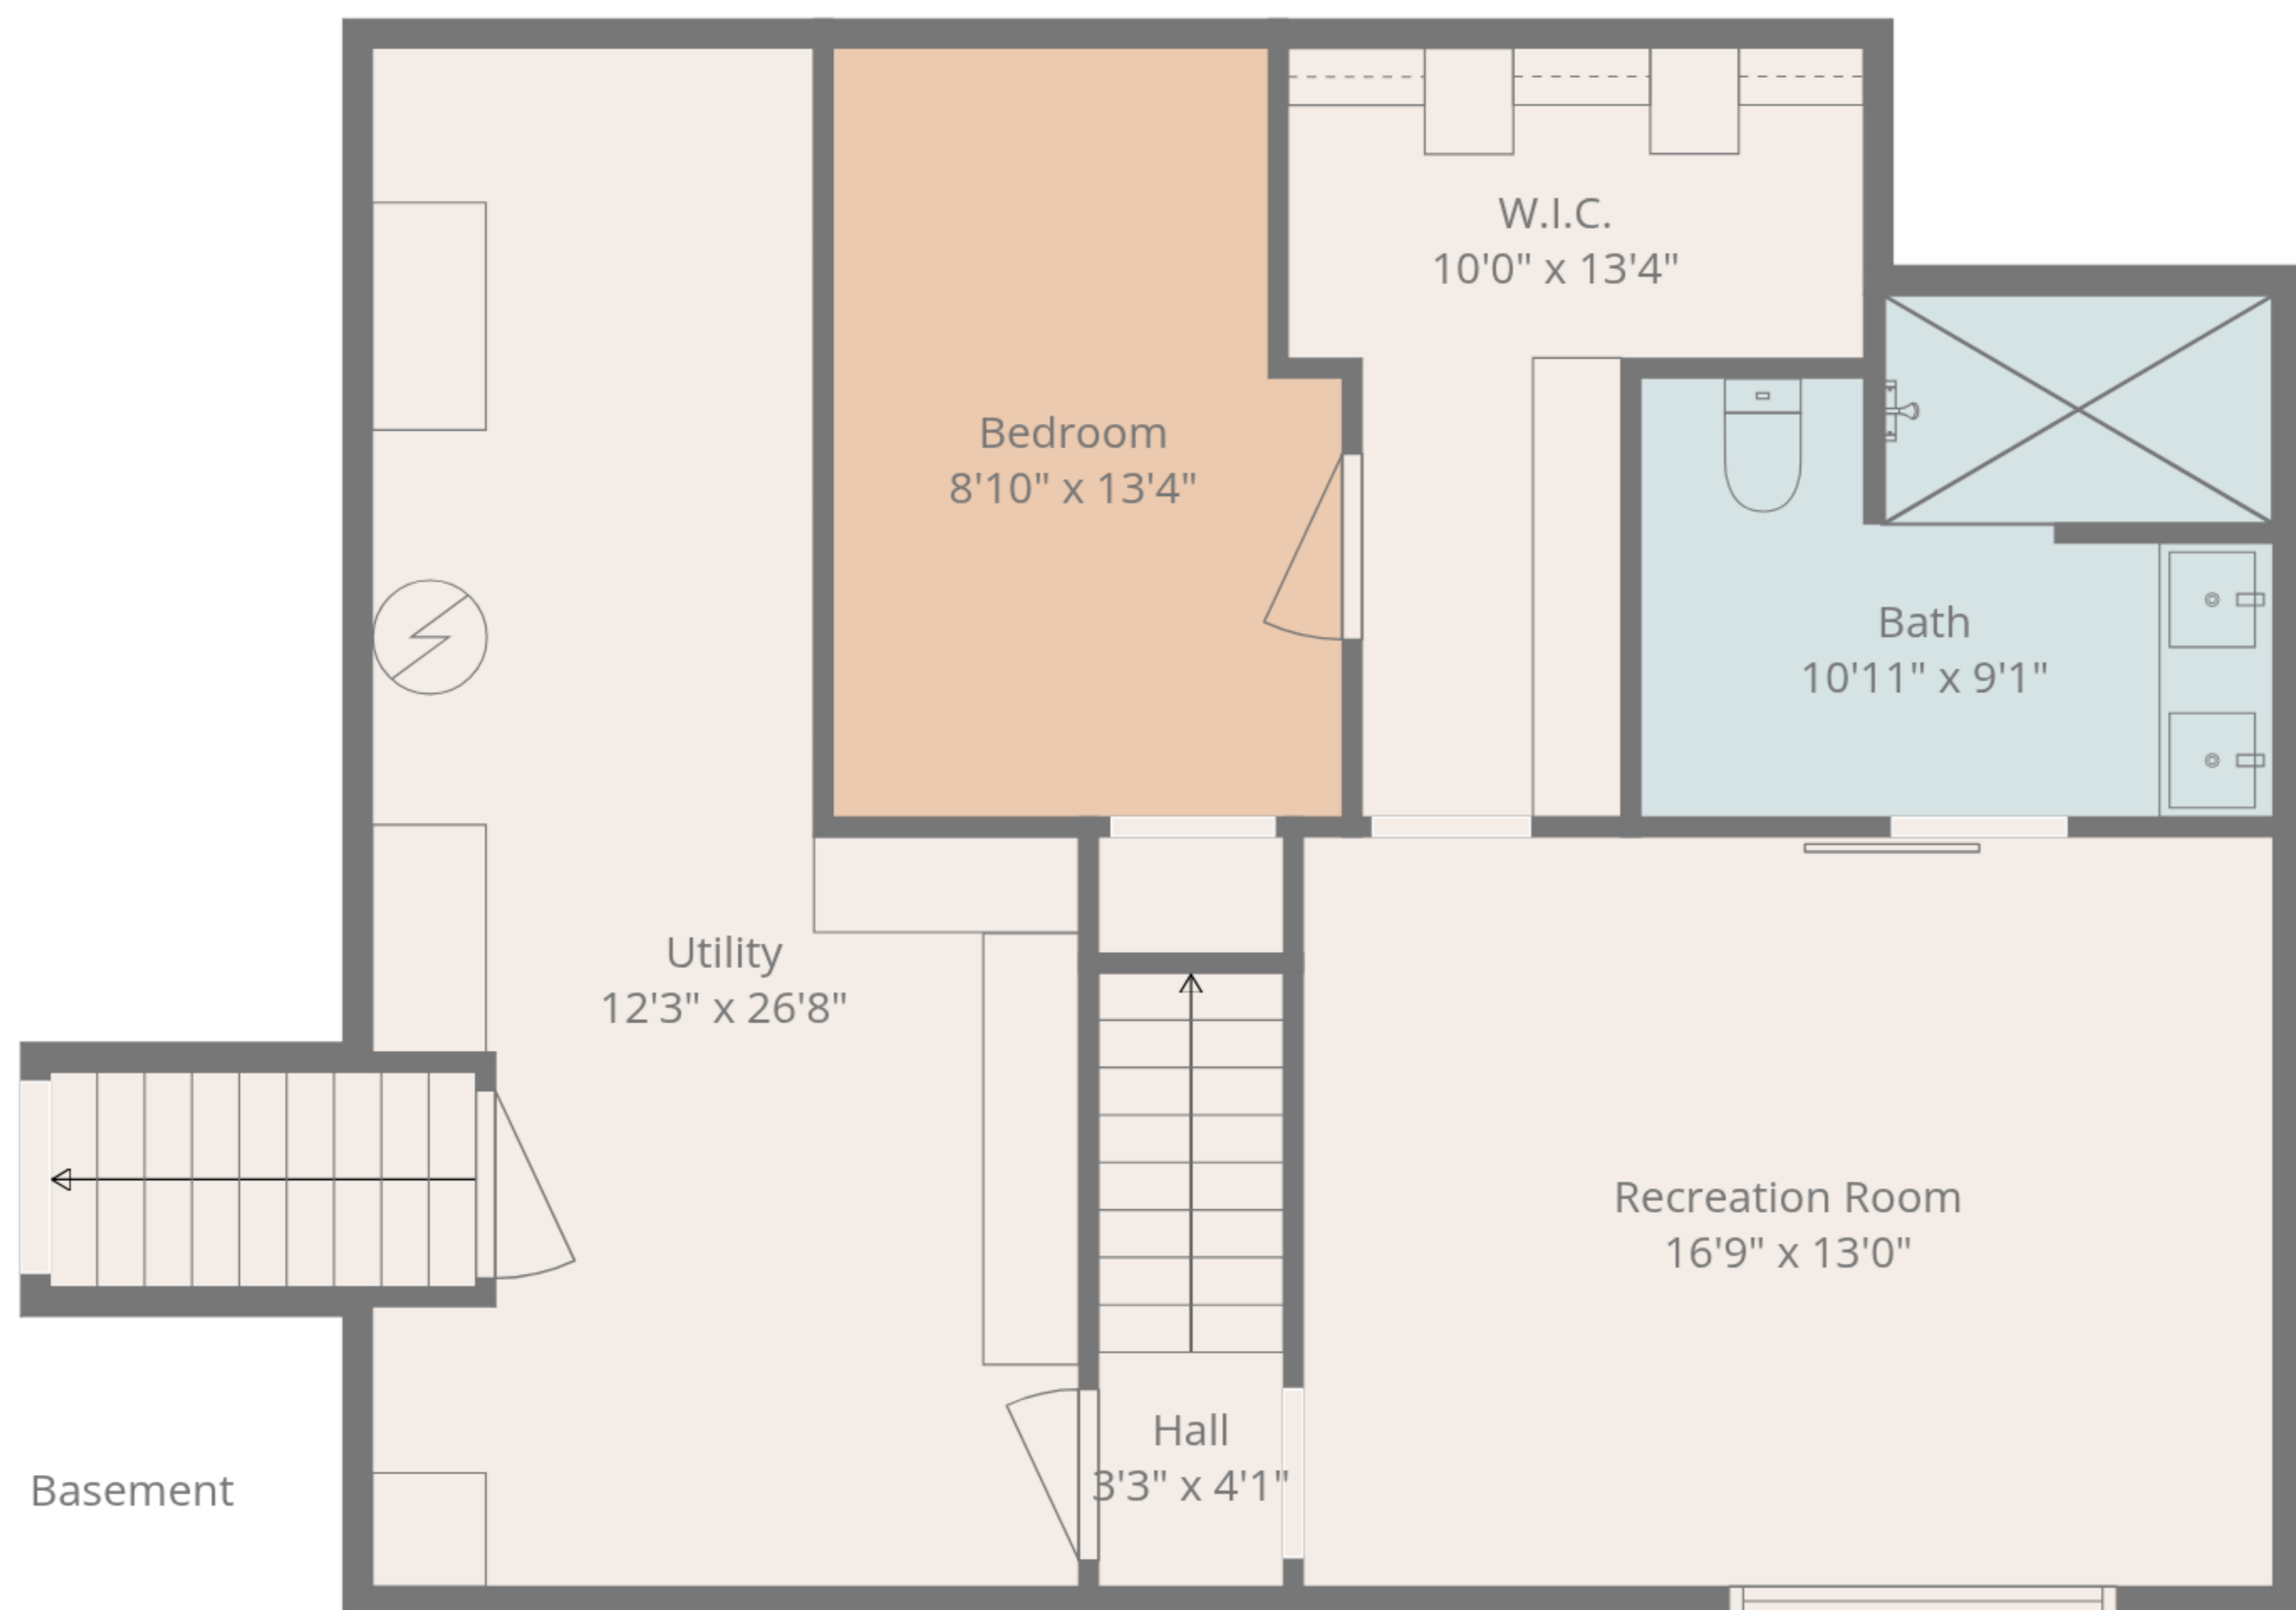 W.I.C.
10'0" x 13'4"
Bedroom
8'10" x 13'4"
Bath
10'11" x 9'1"
Utility
12'3" x 26'8"
Recreation Room
16'9" x 13'0"
Hall
3'3" x 4'1"
Basement